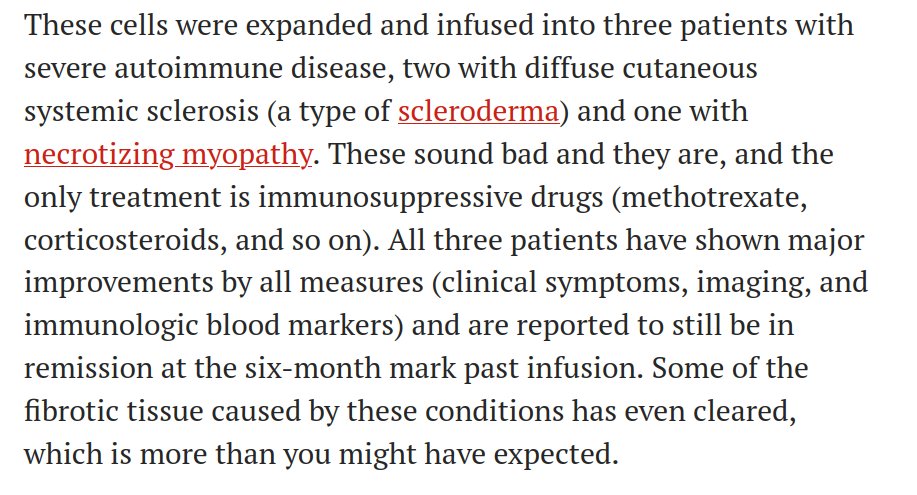 These cells were expanded and infused into three patients with
severe autoimmune disease, two with diffuse cutaneous
systemic sclerosis (a type of scleroderma) and one with
necrotizing myopathy. These sound bad and they are, and the
only treatment is immunosuppressive drugs (methotrexate,
corticosteroids, and so on). All three patients have shown major
improvements by all measures (clinical symptoms, imaging, and
immunologic blood markers) and are reported to still be in
remission at the six-month mark past infusion. Some of the
fibrotic tissue caused by these conditions has even cleared,
which is more than you might have expected.